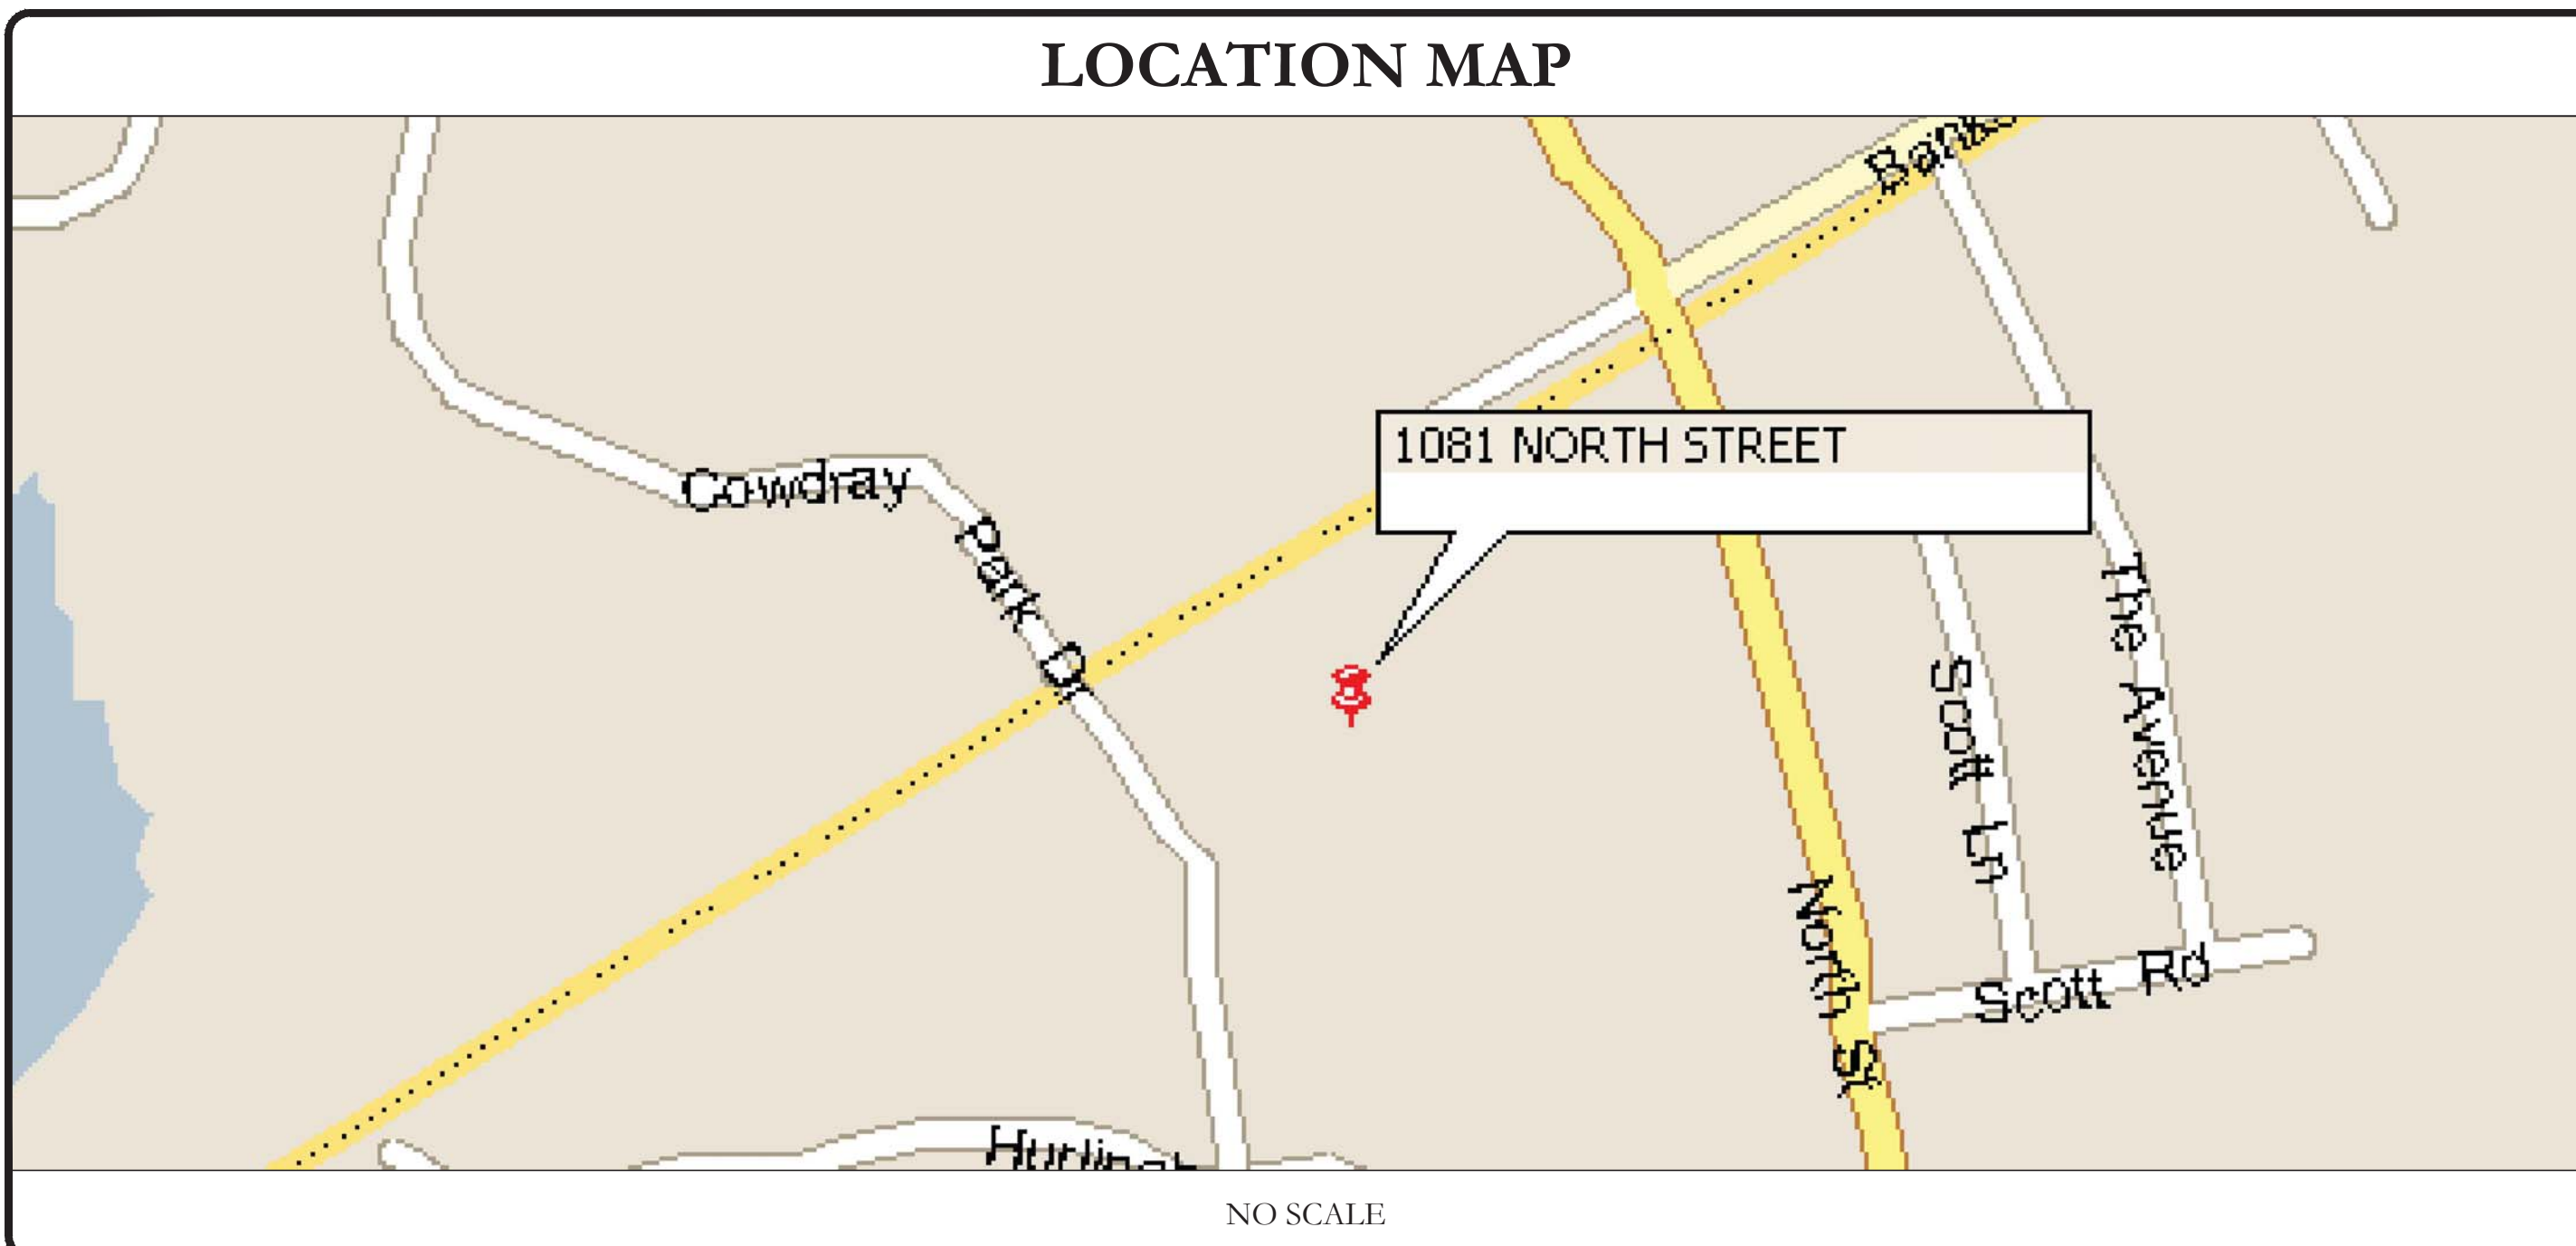 LOCATION MAP
1081 NORTH STREET
Cowdray Park Dr
The Avenue
Scott Ln
North St
Scott Rd
NO SCALE